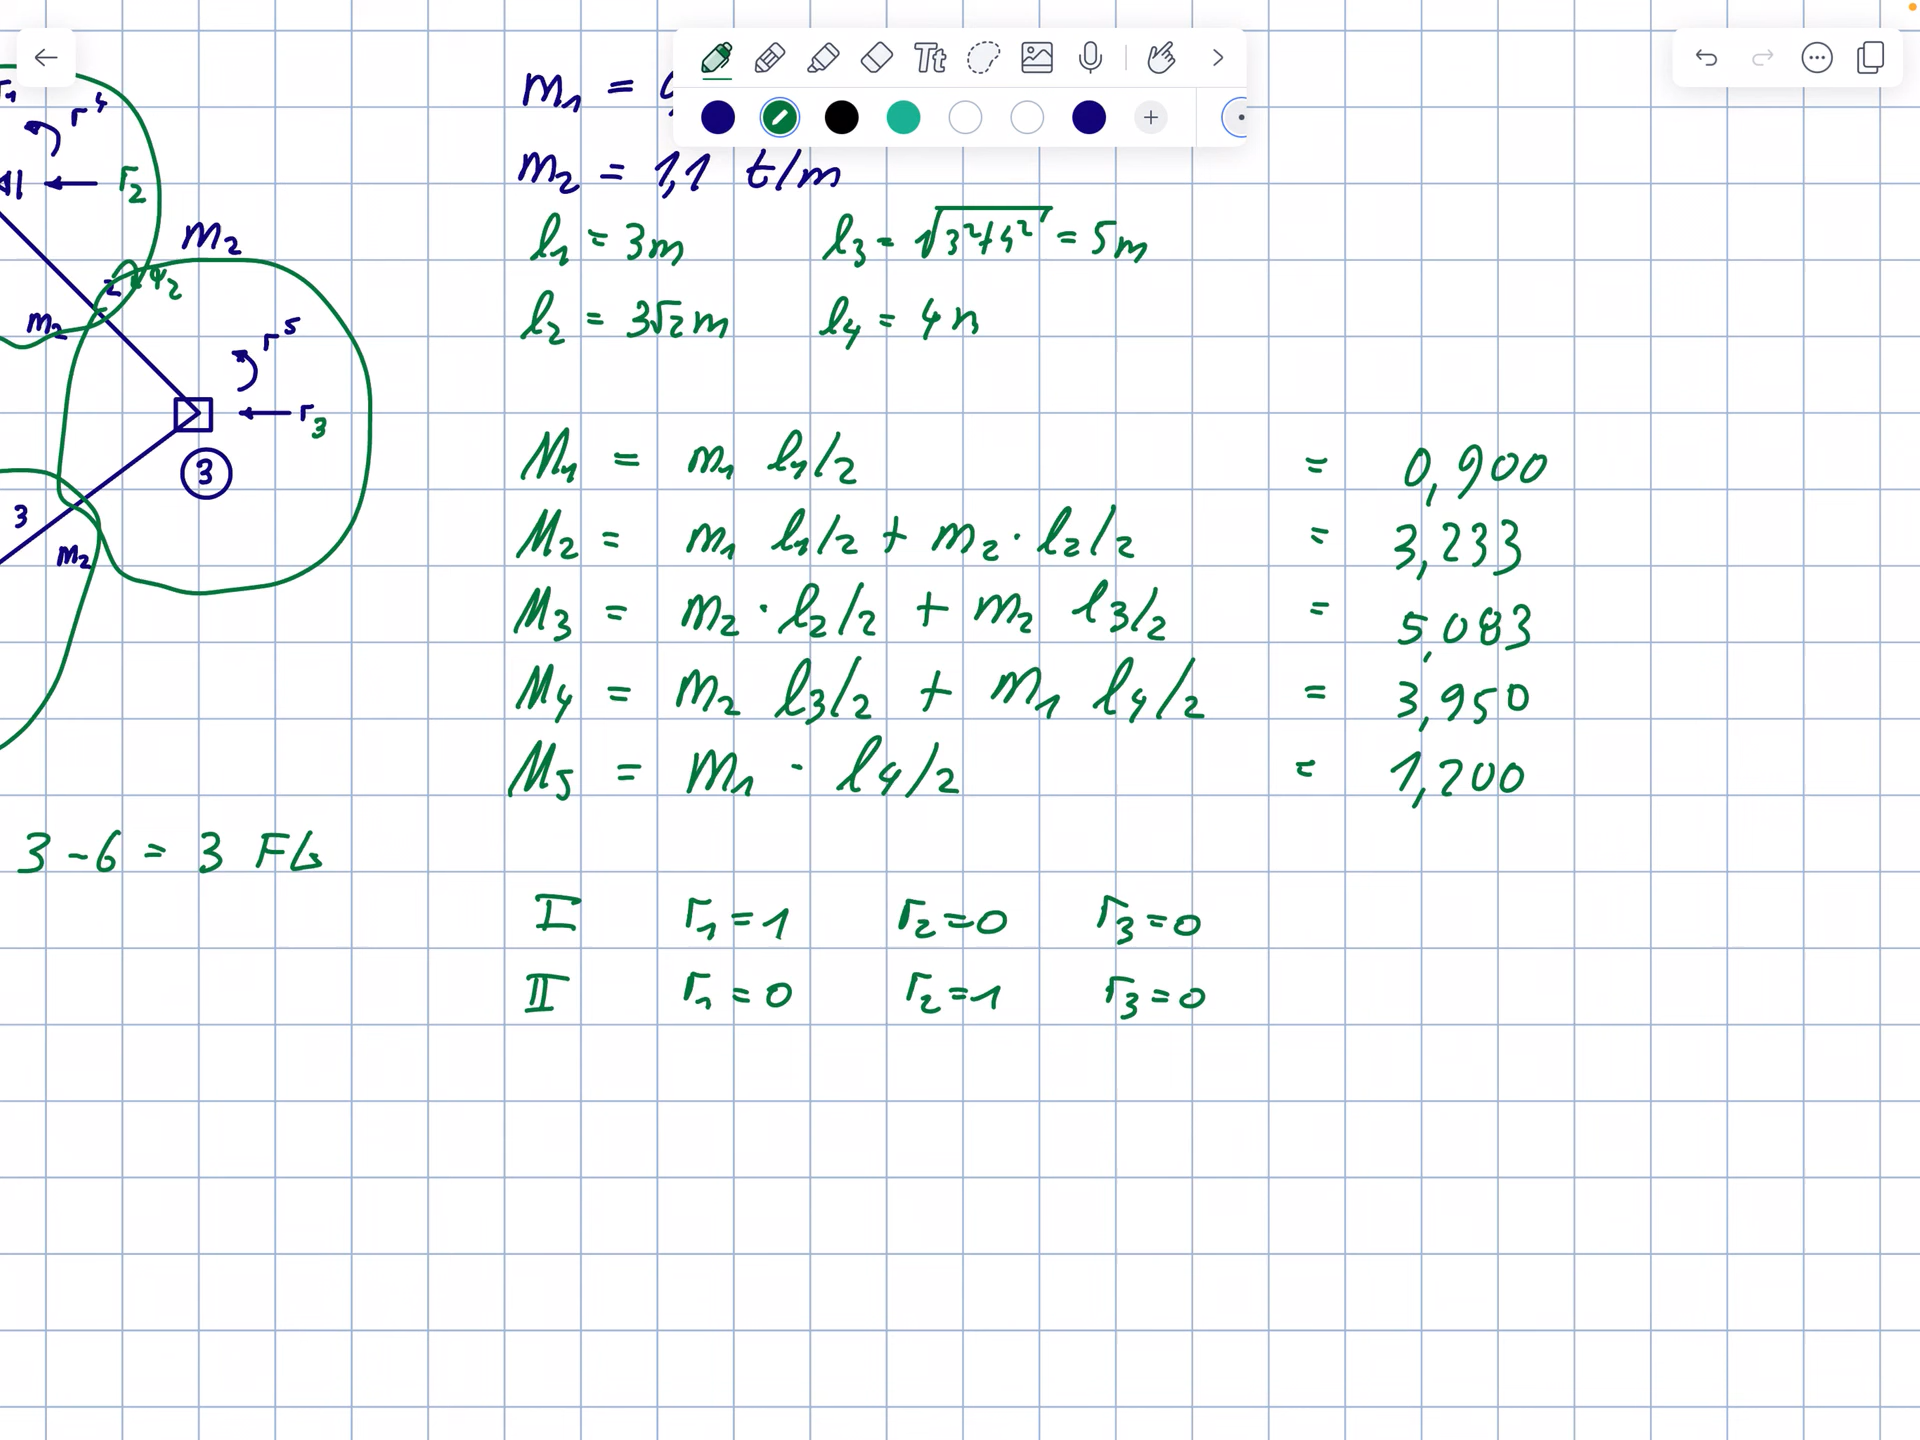 m₁ =
m₂ = 1,1 t/m
l₁ = 3m l₃ = √3²+4² = 5m
l₂ = 3√2 m l₄ = 4m
M₁ = m₁ l₁/2 = 0,900
M₂ = m₁ l₁/2 + m₂ · l₂/2 = 3,233
M₃ = m₂ · l₂/2 + m₂ l₃/2 = 5,083
M₄ = m₂ l₃/2 + m₁ l₄/2 = 3,950
M₅ = m₁ · l₄/2 = 1,200
I r₁ = 1 r₂ = 0 r₃ = 0
II r₁ = 0 r₂ = 1 r₃ = 0
r⁴
r₂
m₂
2
m₂
r⁵
r₃
3
3
m₂
3 - 6 = 3 FG
Tt